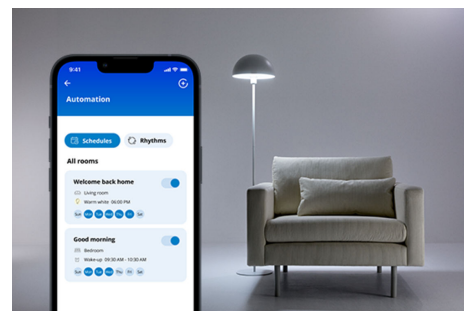 9:41
Automation
Schedules
Rhythms
All rooms
Welcome back home
Living room
Warm white 06:00 PM
Sun Mon Tue Wed Thu Fri Sat
Good morning
Bedroom
Wake-up 09:30 AM - 10:30 AM
Sun Mon Tue Wed Thu Fri Sat